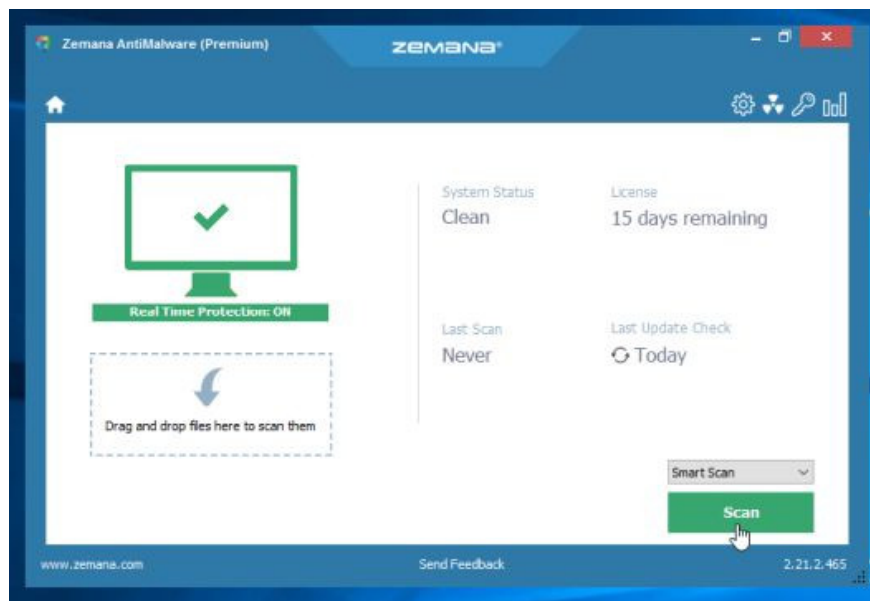 Zemana AntiMalware (Premium)
zemana®
System Status
Clean
License
15 days remaining
Real Time Protection: ON
Last Scan
Never
Last Update Check
Today
Drag and drop files here to scan them
Smart Scan
Scan
www.zemana.com
Send Feedback
2.21.2.465